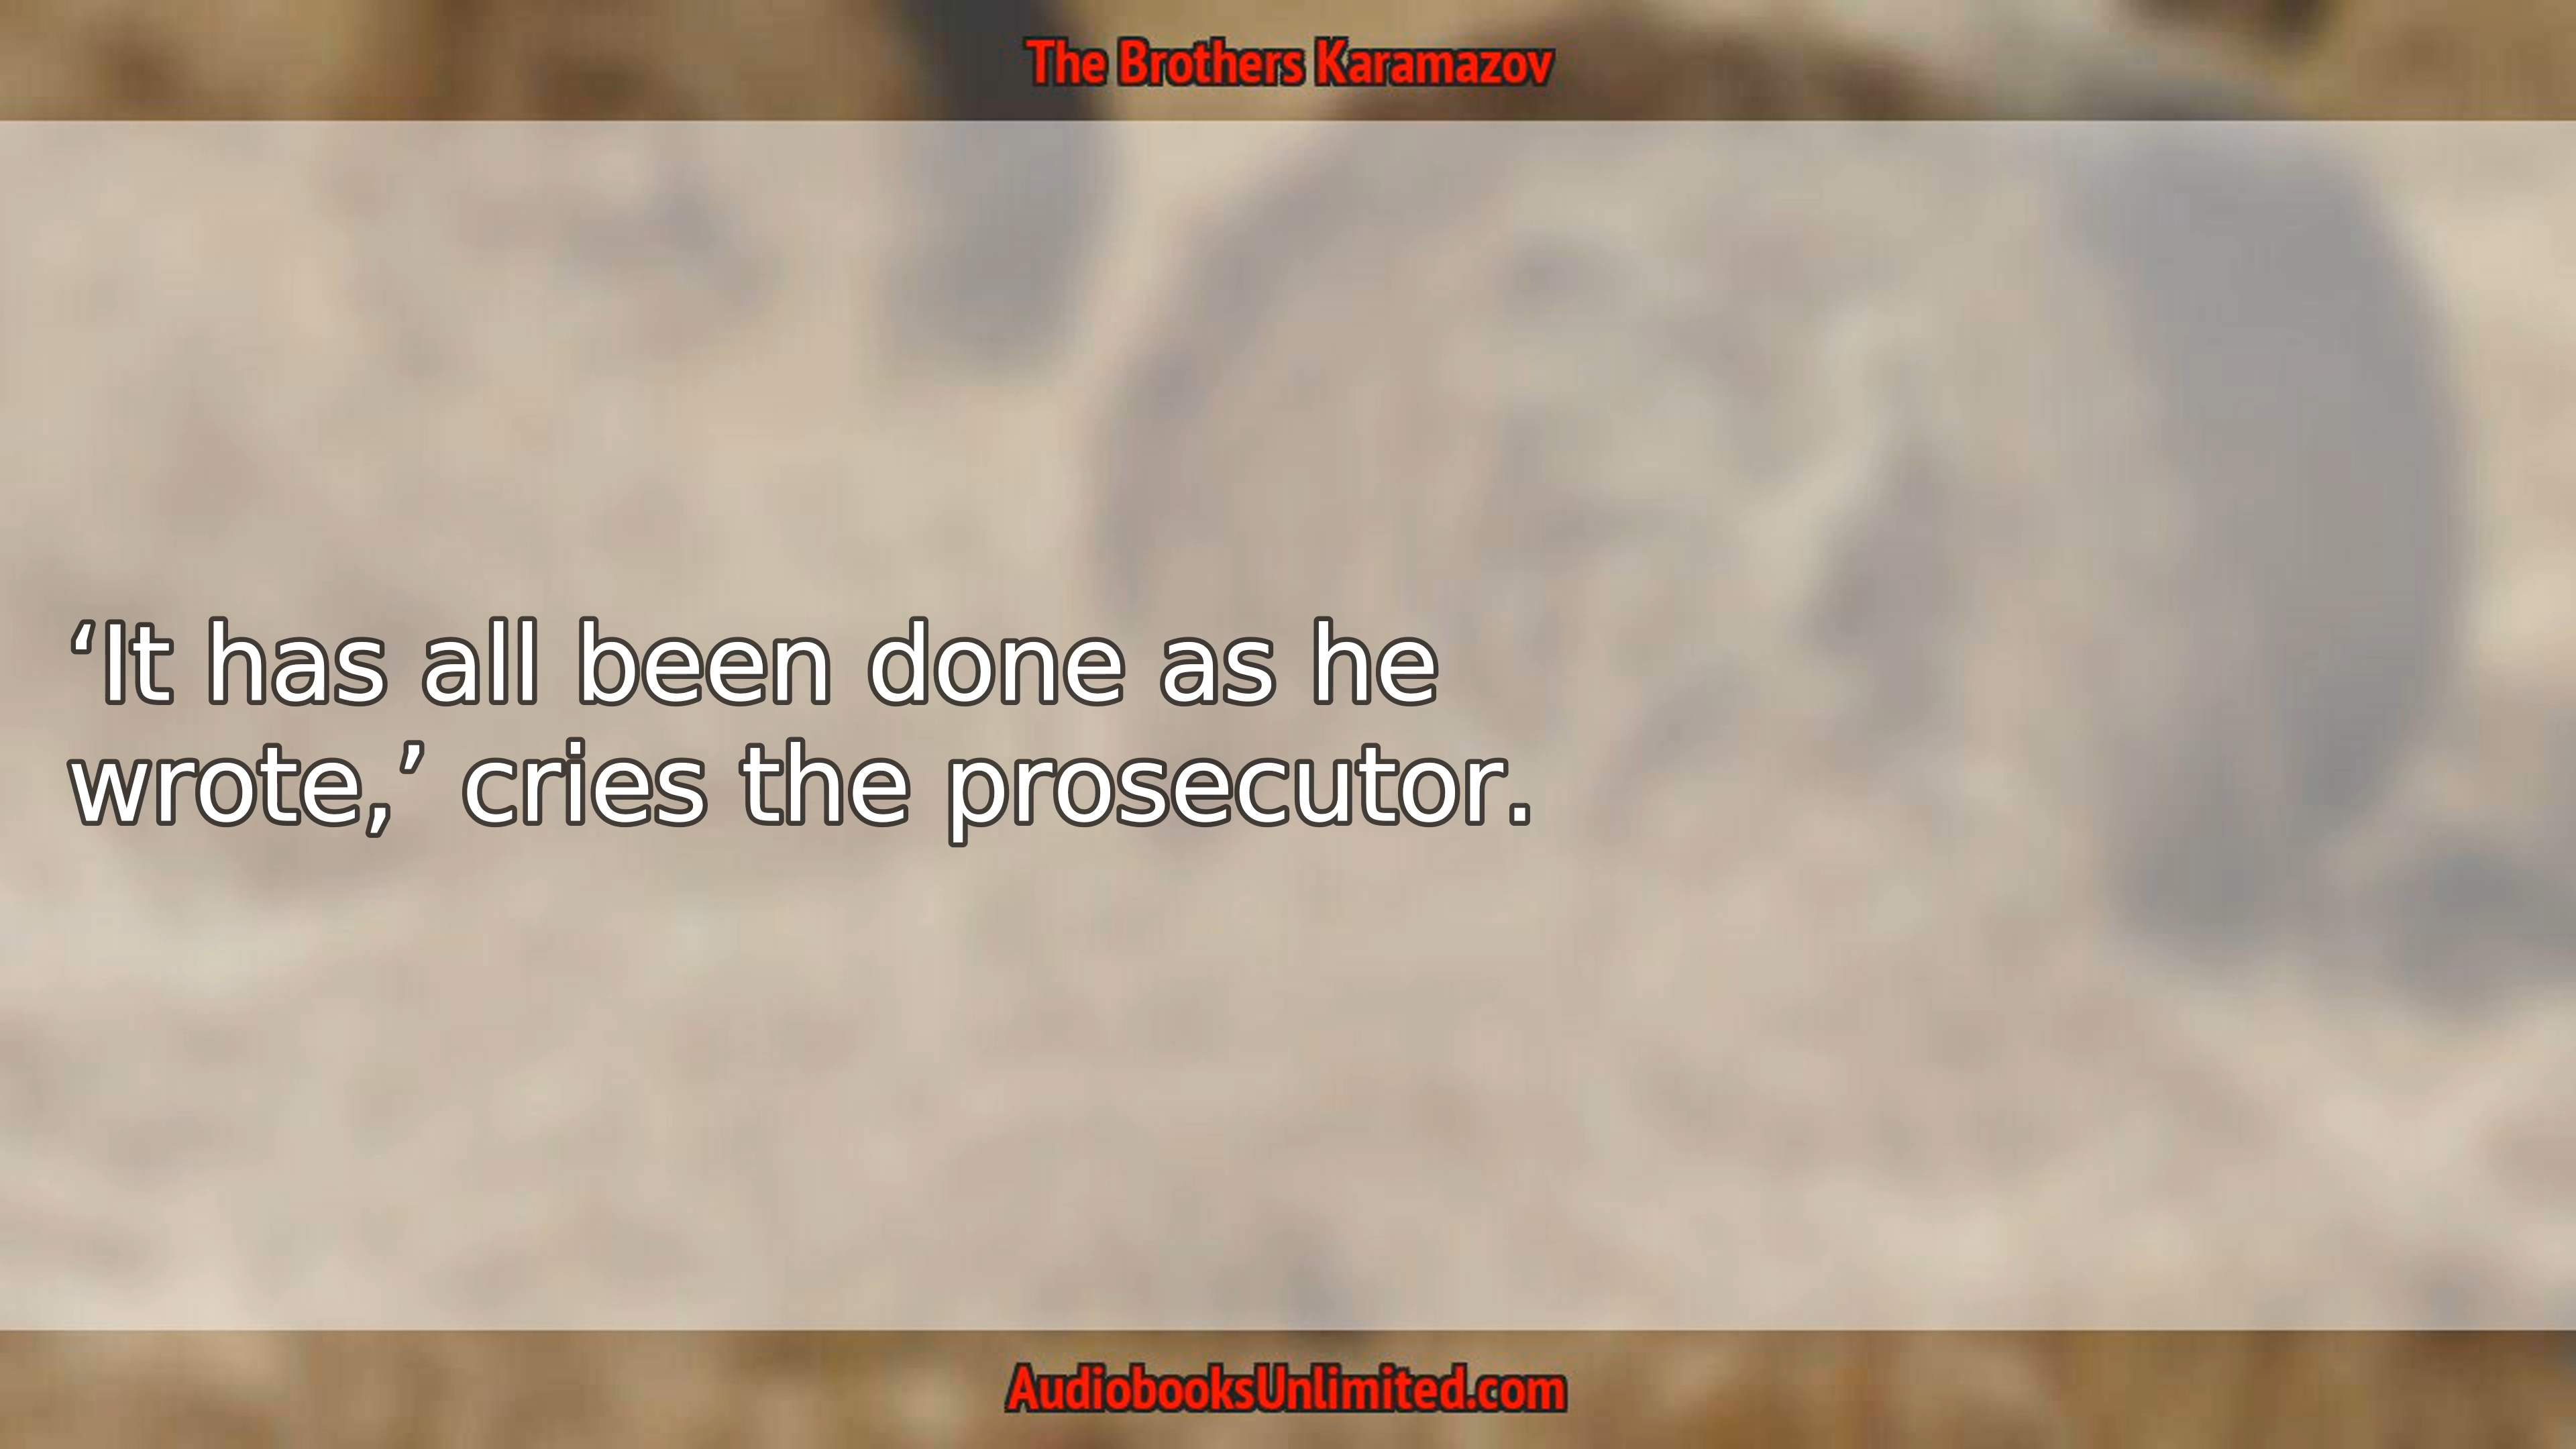 The Brothers Karamazov
‘It has all been done as he
wrote,’ cries the prosecutor.
AudiobooksUnlimited.com